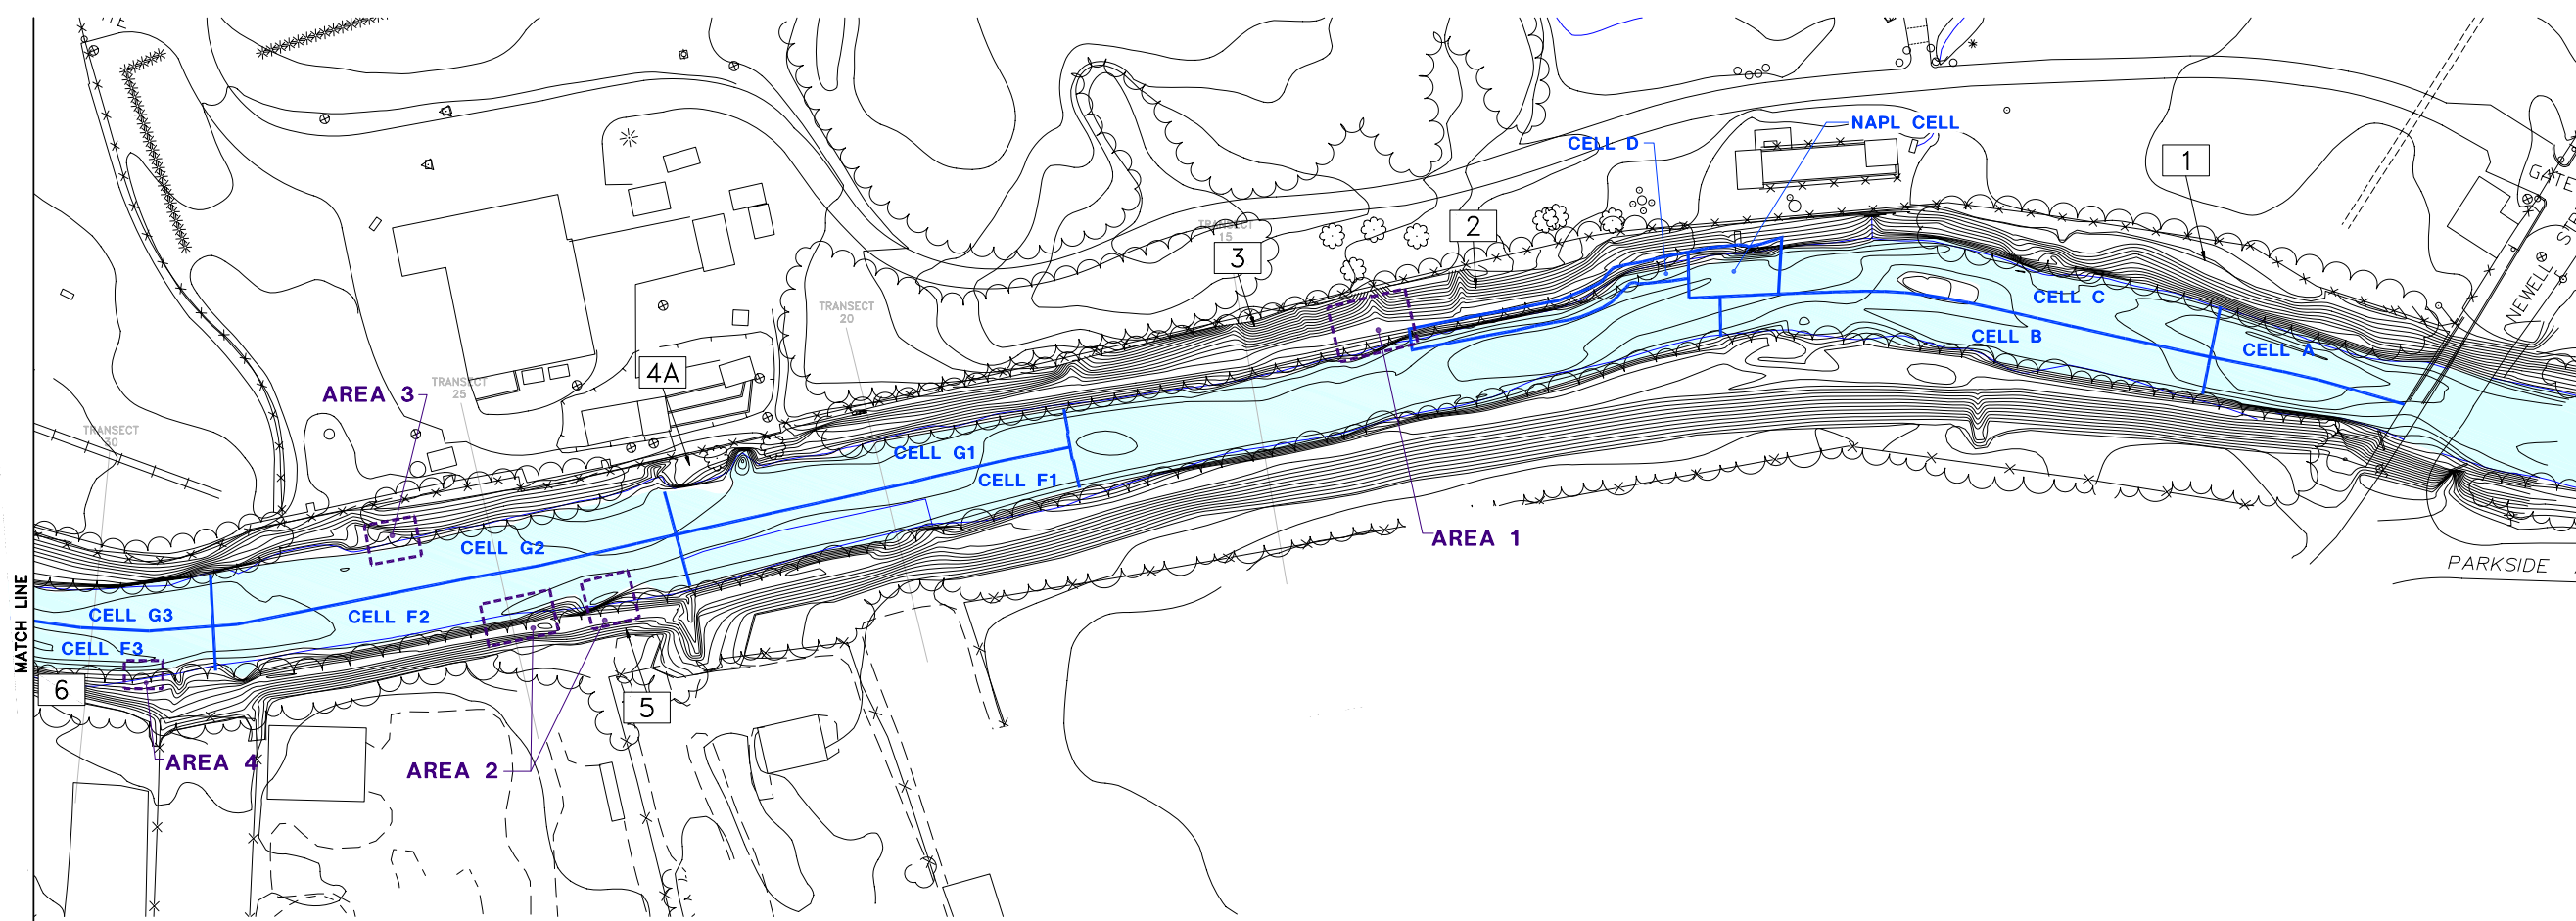 NAPL CELL
CELL D
1
GATE
2
TRANSECT
15
3
NEWELL
CELL C
TRANSECT
20
CELL B
CELL A
4A
AREA 3
TRANSECT
25
TRANSECT
30
CELL G1
CELL F1
AREA 1
CELL G2
PARKSIDE
MATCH LINE
CELL G3
CELL F2
CELL F3
6
5
AREA 4
AREA 2